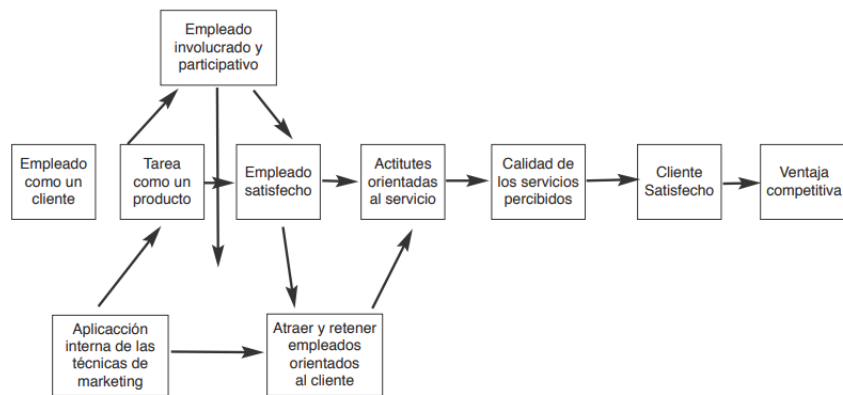 Empleado
involucrado y
participativo
Empleado
como un
cliente
Tarea
como un
producto
Empleado
satisfecho
Actitutes
orientadas
al servicio
Calidad de
los servicios
percibidos
Cliente
Satisfecho
Ventaja
competitiva
Aplicacción
interna de las
técnicas de
marketing
Atraer y retener
empleados
orientados
al cliente